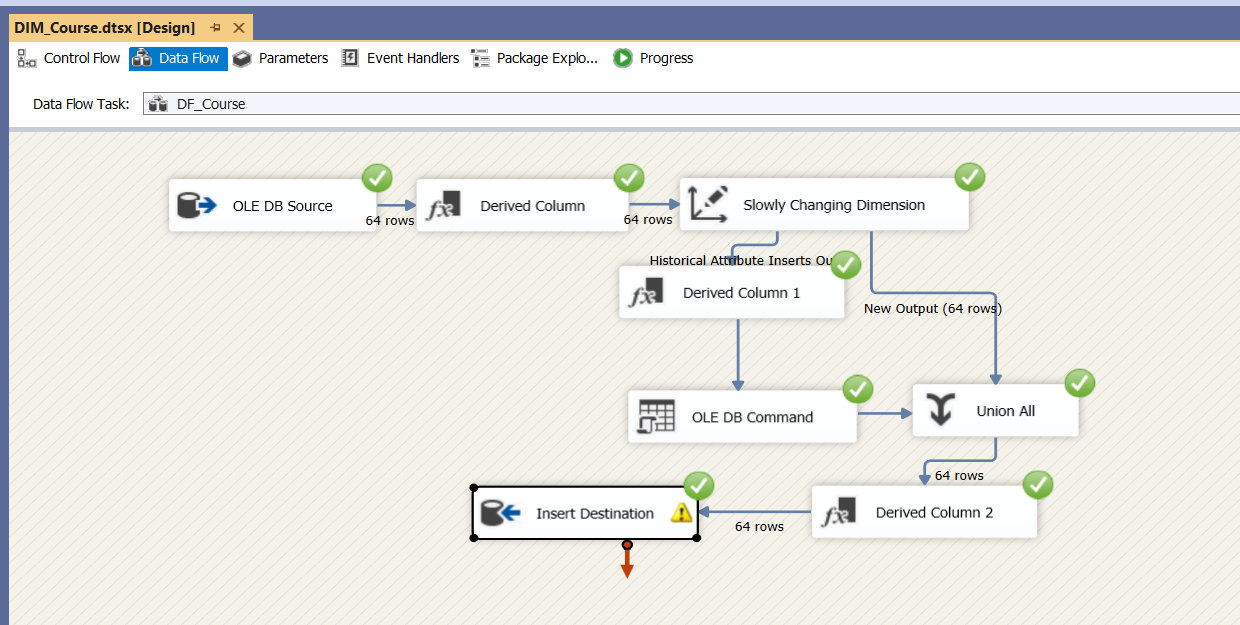 DIM_Course.dtsx [Design]
Control Flow Data Flow Parameters Event Handlers Package Explo... Progress
Data Flow Task: DF_Course
OLE DB Source
64 rows
Derived Column
64 rows
Slowly Changing Dimension
Historical Attribute Inserts Ou
Derived Column 1
New Output (64 rows)
OLE DB Command
Union All
64 rows
Insert Destination
64 rows
Derived Column 2